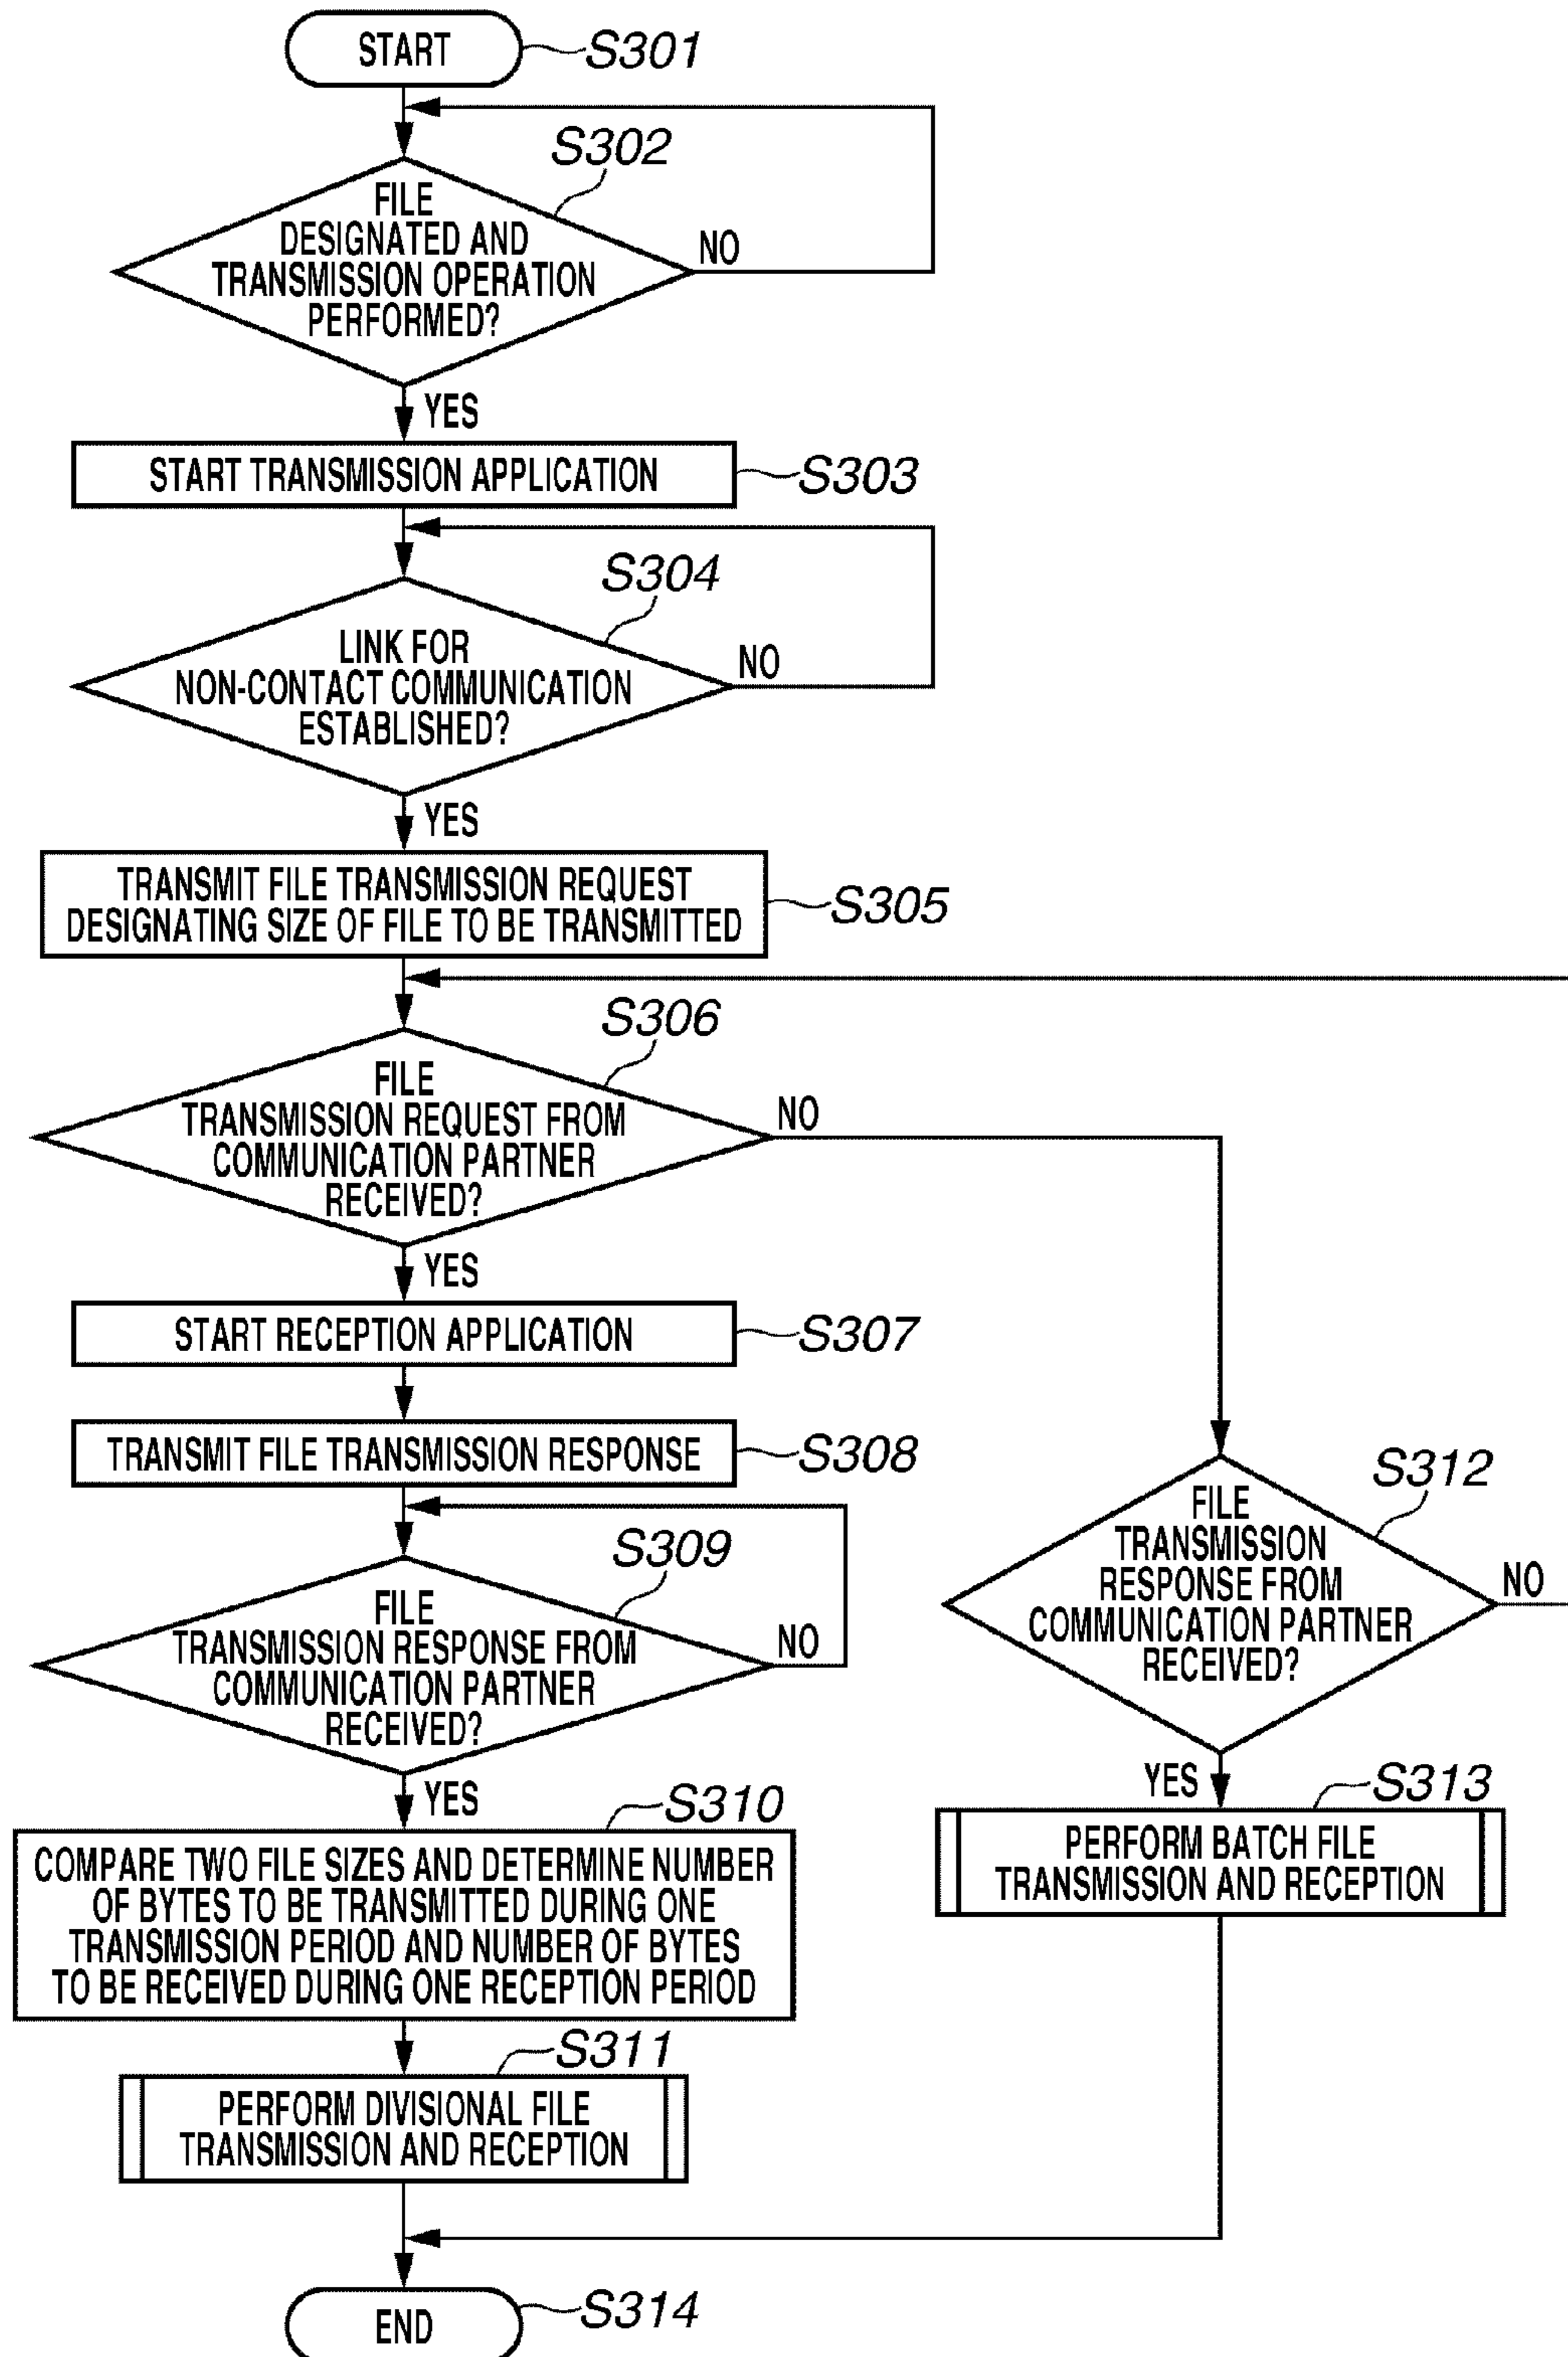 START
S301
S302
FILE
DESIGNATED AND
TRANSMISSION OPERATION
PERFORMED?
NO
YES
START TRANSMISSION APPLICATION
S303
S304
LINK FOR
NON-CONTACT COMMUNICATION
ESTABLISHED?
NO
YES
TRANSMIT FILE TRANSMISSION REQUEST
DESIGNATING SIZE OF FILE TO BE TRANSMITTED
S305
S306
FILE
TRANSMISSION REQUEST FROM
COMMUNICATION PARTNER
RECEIVED?
NO
YES
START RECEPTION APPLICATION
S307
TRANSMIT FILE TRANSMISSION RESPONSE
S308
S309
FILE
TRANSMISSION RESPONSE FROM
COMMUNICATION PARTNER
RECEIVED?
NO
YES
S310
COMPARE TWO FILE SIZES AND DETERMINE NUMBER
OF BYTES TO BE TRANSMITTED DURING ONE
TRANSMISSION PERIOD AND NUMBER OF BYTES
TO BE RECEIVED DURING ONE RECEPTION PERIOD
S311
PERFORM DIVISIONAL FILE
TRANSMISSION AND RECEPTION
S312
FILE
TRANSMISSION
RESPONSE FROM
COMMUNICATION PARTNER
RECEIVED?
NO
YES
S313
PERFORM BATCH FILE
TRANSMISSION AND RECEPTION
END
S314